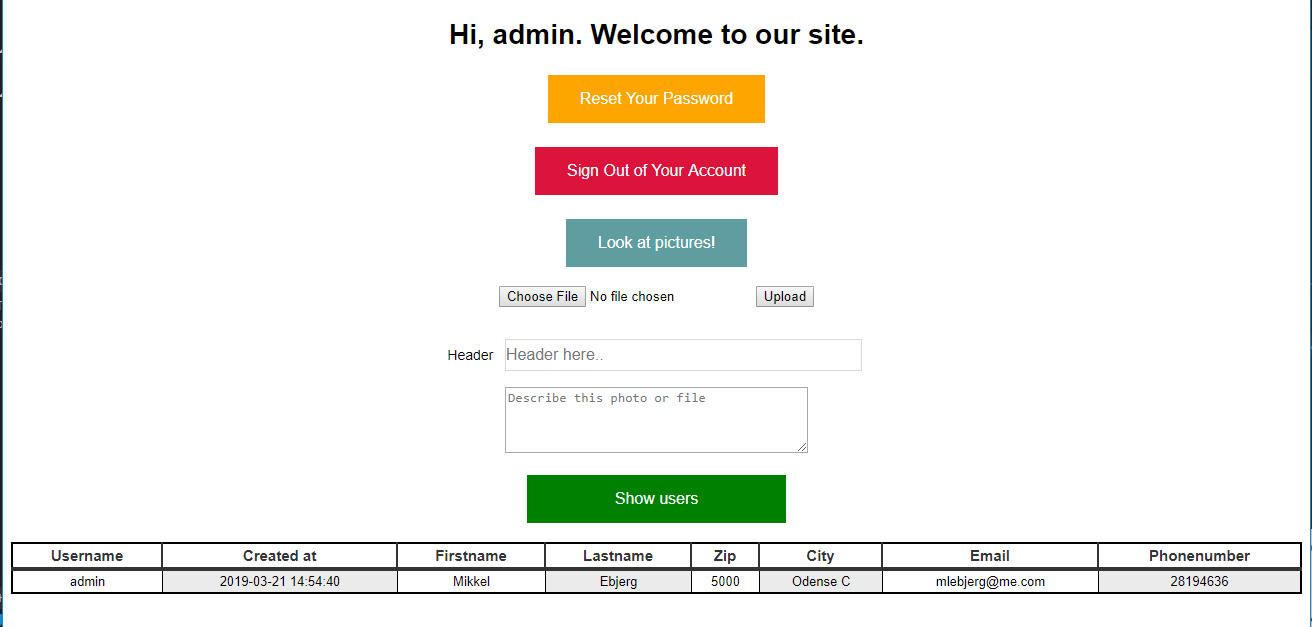 Hi, admin. Welcome to our site.
Reset Your Password
Sign Out of Your Account
Look at pictures!
Choose File No file chosen Upload
Header Header here..
Describe this photo or file
Show users
Username Created at Firstname Lastname Zip City Email Phonenumber
admin 2019-03-21 14:54:40 Mikkel Ebjerg 5000 Odense C mlebjerg@me.com 28194636